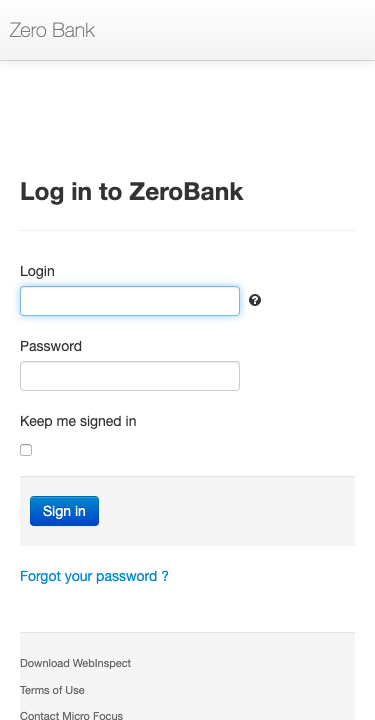 Zero Bank
Log in to ZeroBank
Login
Password
Keep me signed in
Sign in
Forgot your password ?
Download WebInspect
Terms of Use
Contact Micro Focus